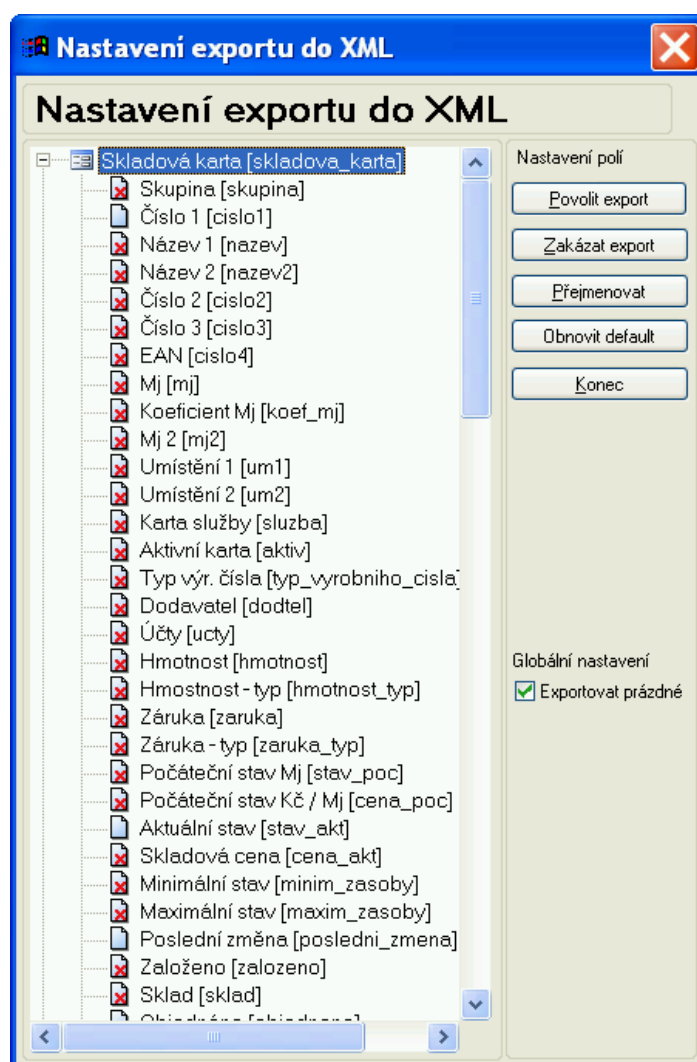 Nastavení exportu do XML
Nastavení exportu do XML
Skladová karta [skladova_karta]
Skupina [skupina]
Číslo 1 [cislo1]
Název 1 [nazev]
Název 2 [nazev2]
Číslo 2 [cislo2]
Číslo 3 [cislo3]
EAN [cislo4]
Mj [mj]
Koeficient Mj [koef_mj]
Mj 2 [mj2]
Umístění 1 [um1]
Umístění 2 [um2]
Karta služby [sluzba]
Aktivní karta [aktiv]
Typ výr. čísla [typ_vyrobniho_cisla]
Dodavatel [dodtel]
Účty [ucty]
Hmotnost [hmotnost]
Hmostnost - typ [hmotnost_typ]
Záruka [zaruka]
Záruka - typ [zaruka_typ]
Počáteční stav Mj [stav_poc]
Počáteční stav Kč / Mj [cena_poc]
Aktuální stav [stav_akt]
Skladová cena [cena_akt]
Minimální stav [minim_zasoby]
Maximální stav [maxim_zasoby]
Poslední změna [posledni_zmena]
Založeno [zalozeno]
Sklad [sklad]
Nastavení polí
Povolit export
Zakázat export
Přejmenovat
Obnovit default
Konec
Globální nastavení
Exportovat prázdné